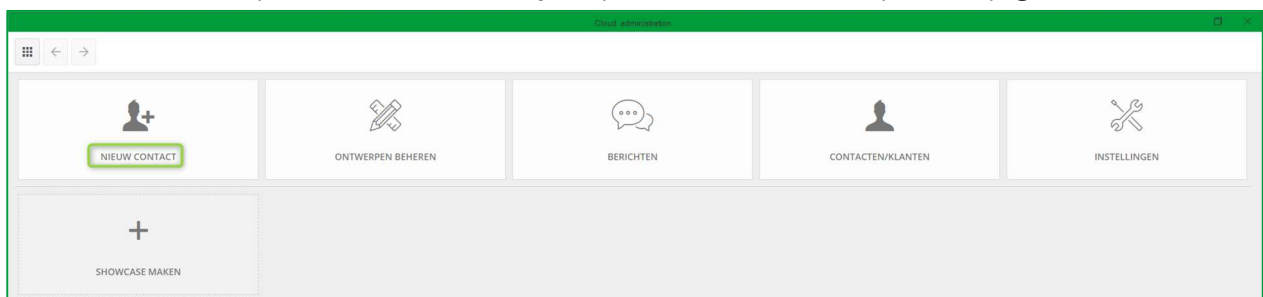 Cloud administration
NIEUW CONTACT
ONTWERPEN BEHEREN
BERICHTEN
CONTACTEN/KLANTEN
INSTELLINGEN
SHOWCASE MAKEN